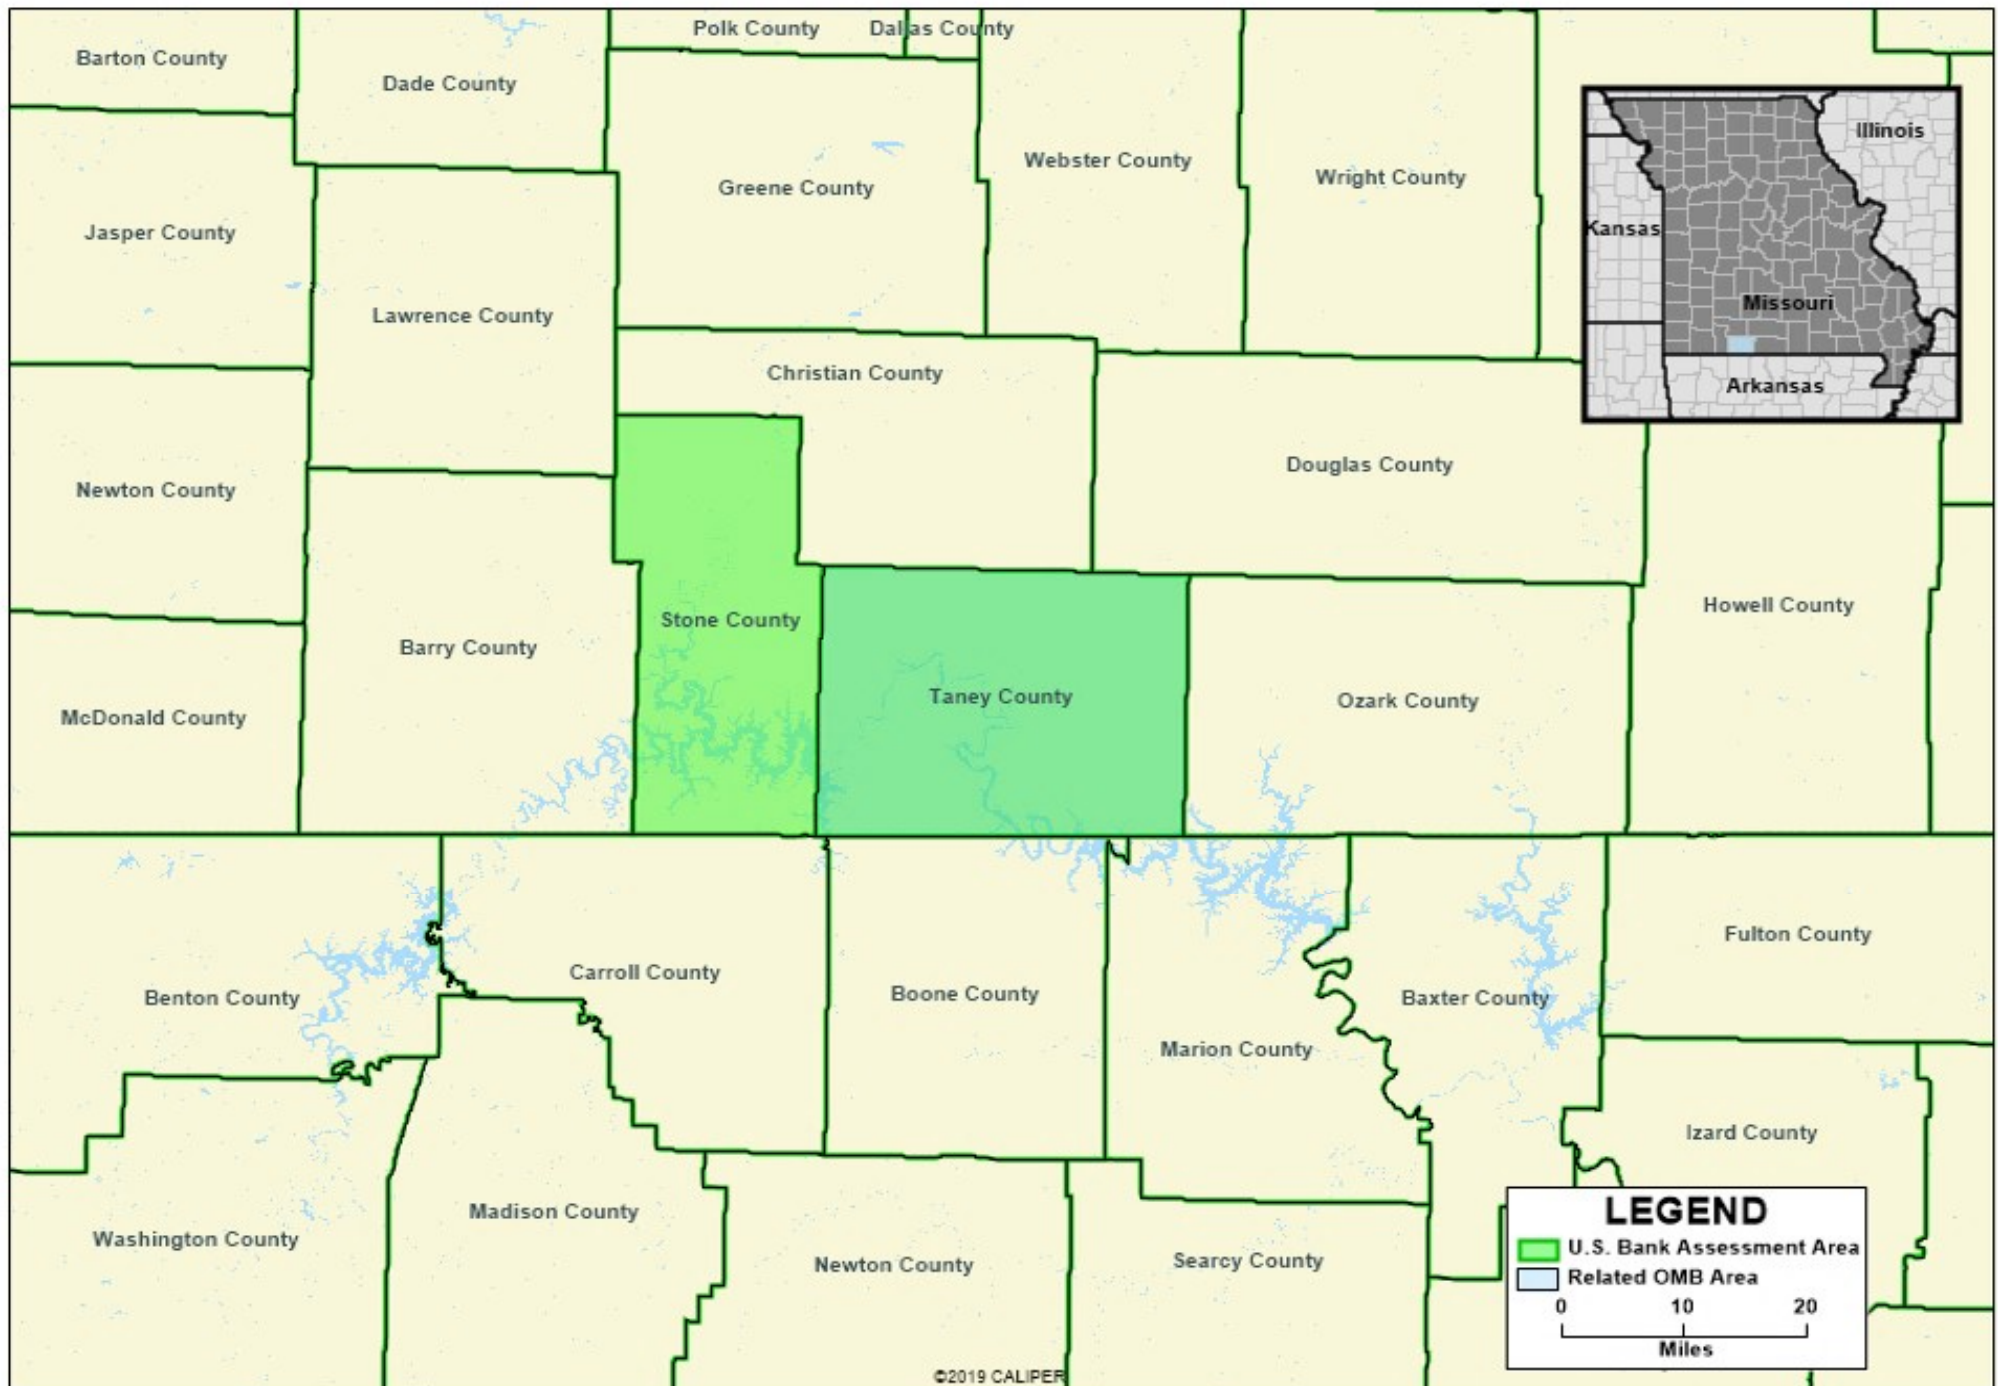 Polk County
Dallas County
Barton County
Dade County
Illinois
Webster County
Wright County
Greene County
Kansas
Jasper County
Missouri
Lawrence County
Christian County
Arkansas
Douglas County
Newton County
Howell County
Stone County
Barry County
Taney County
Ozark County
McDonald County
Fulton County
Carroll County
Boone County
Benton County
Baxter County
Marion County
Izard County
Madison County
Washington County
Newton County
Searcy County
LEGEND
U.S. Bank Assessment Area
Related OMB Area
0 10 20
Miles
©2019 CALIPER